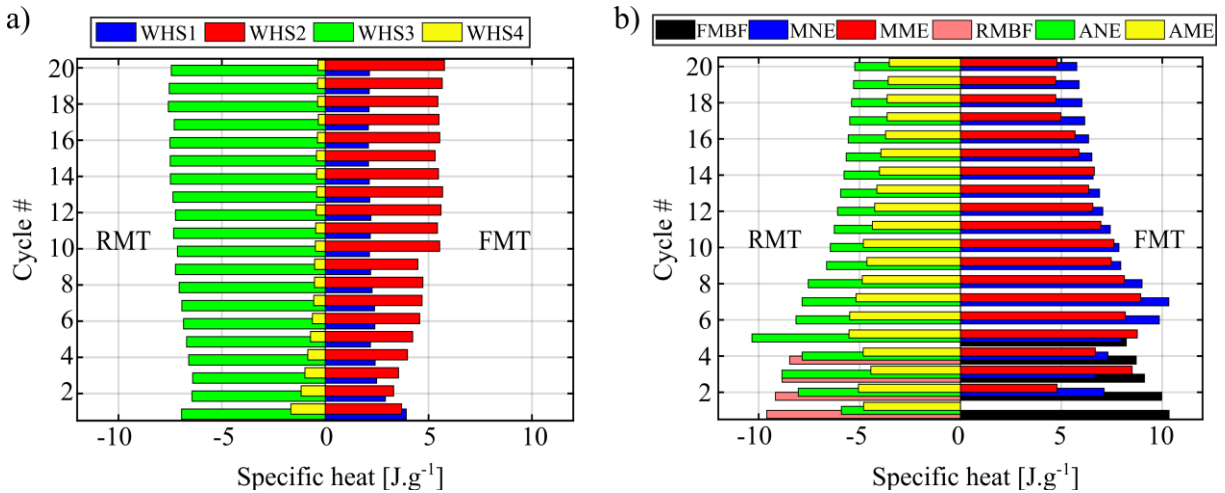 a)
WHS1 WHS2 WHS3 WHS4
20
18
16
14
12
10
8
6
4
2
Cycle #
RMT
FMT
-10 -5 0 5 10
Specific heat [J.g-1]
b)
FMBF MNE MME RMBF ANE AME
20
18
16
14
12
10
8
6
4
2
Cycle #
RMT
FMT
-10 -5 0 5 10
Specific heat [J.g-1]